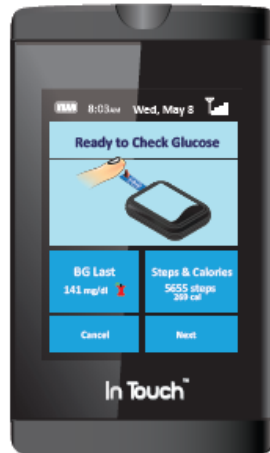 8:03AM Wed, May 8
Ready to Check Glucose
BG Last
141 mg/dl
Steps & Calories
5655 steps
269 cal
Cancel
Next
In Touch™